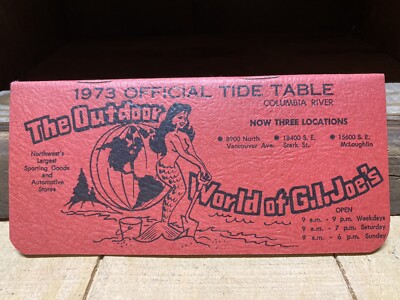 1973 OFFICIAL TIDE TABLE
COLUMBIA RIVER
The Outdoor
World of G.I. Joe's
Northwest's
Largest
Sporting Goods
and
Automotive
Stores
NOW THREE LOCATIONS
• 8900 North
Vancouver Ave.
• 18400 S. E.
Stark St.
• 15600 S. E.
McLoughlin
OPEN
9 a.m. - 9 p.m. Weekdays
9 a.m. - 7 p.m. Saturday
9 a.m. - 6 p.m. Sunday